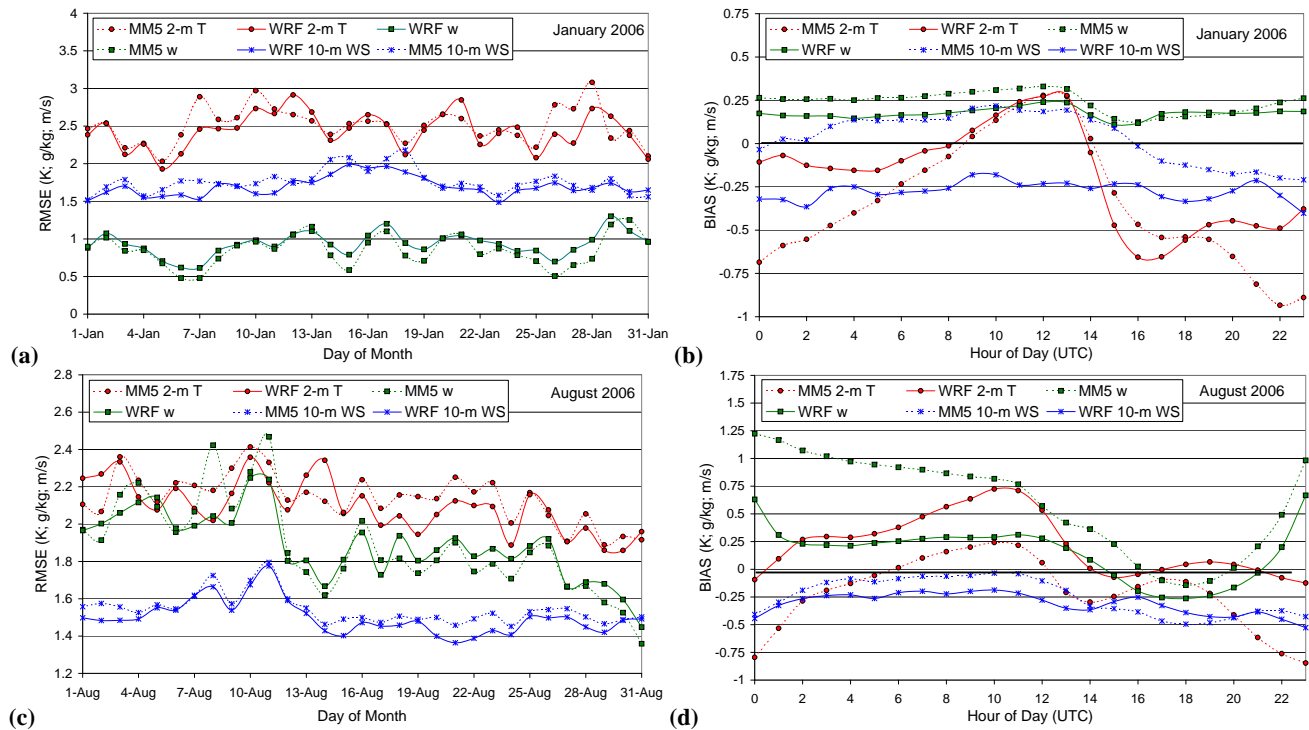 MM5 2-m T WRF 2-m T WRF w
MM5 w WRF 10-m WS MM5 10-m WS
January 2006
RMSE (K; g/kg; m/s)
4
3.5
3
2.5
2
1.5
1
0.5
0
1-Jan 4-Jan 7-Jan 10-Jan 13-Jan 16-Jan 19-Jan 22-Jan 25-Jan 28-Jan 31-Jan
Day of Month
(a)
MM5 2-m T WRF 2-m T MM5 w
WRF w MM5 10-m WS WRF 10-m WS
January 2006
BIAS (K; g/kg; m/s)
0.75
0.5
0.25
0
-0.25
-0.5
-0.75
-1
0 2 4 6 8 10 12 14 16 18 20 22
Hour of Day (UTC)
(b)
MM5 2-m T WRF 2-m T MM5 w
WRF w MM5 10-m WS WRF 10-m WS
August 2006
RMSE (K; g/kg; m/s)
2.8
2.6
2.4
2.2
2
1.8
1.6
1.4
1.2
1-Aug 4-Aug 7-Aug 10-Aug 13-Aug 16-Aug 19-Aug 22-Aug 25-Aug 28-Aug 31-Aug
Day of Month
(c)
MM5 2-m T WRF 2-m T MM5 w
WRF w MM5 10-m WS WRF 10-m WS
August 2006
BIAS (K; g/kg; m/s)
1.75
1.5
1.25
1
0.75
0.5
0.25
0
-0.25
-0.5
-0.75
-1
0 2 4 6 8 10 12 14 16 18 20 22
Hour of Day (UTC)
(d)